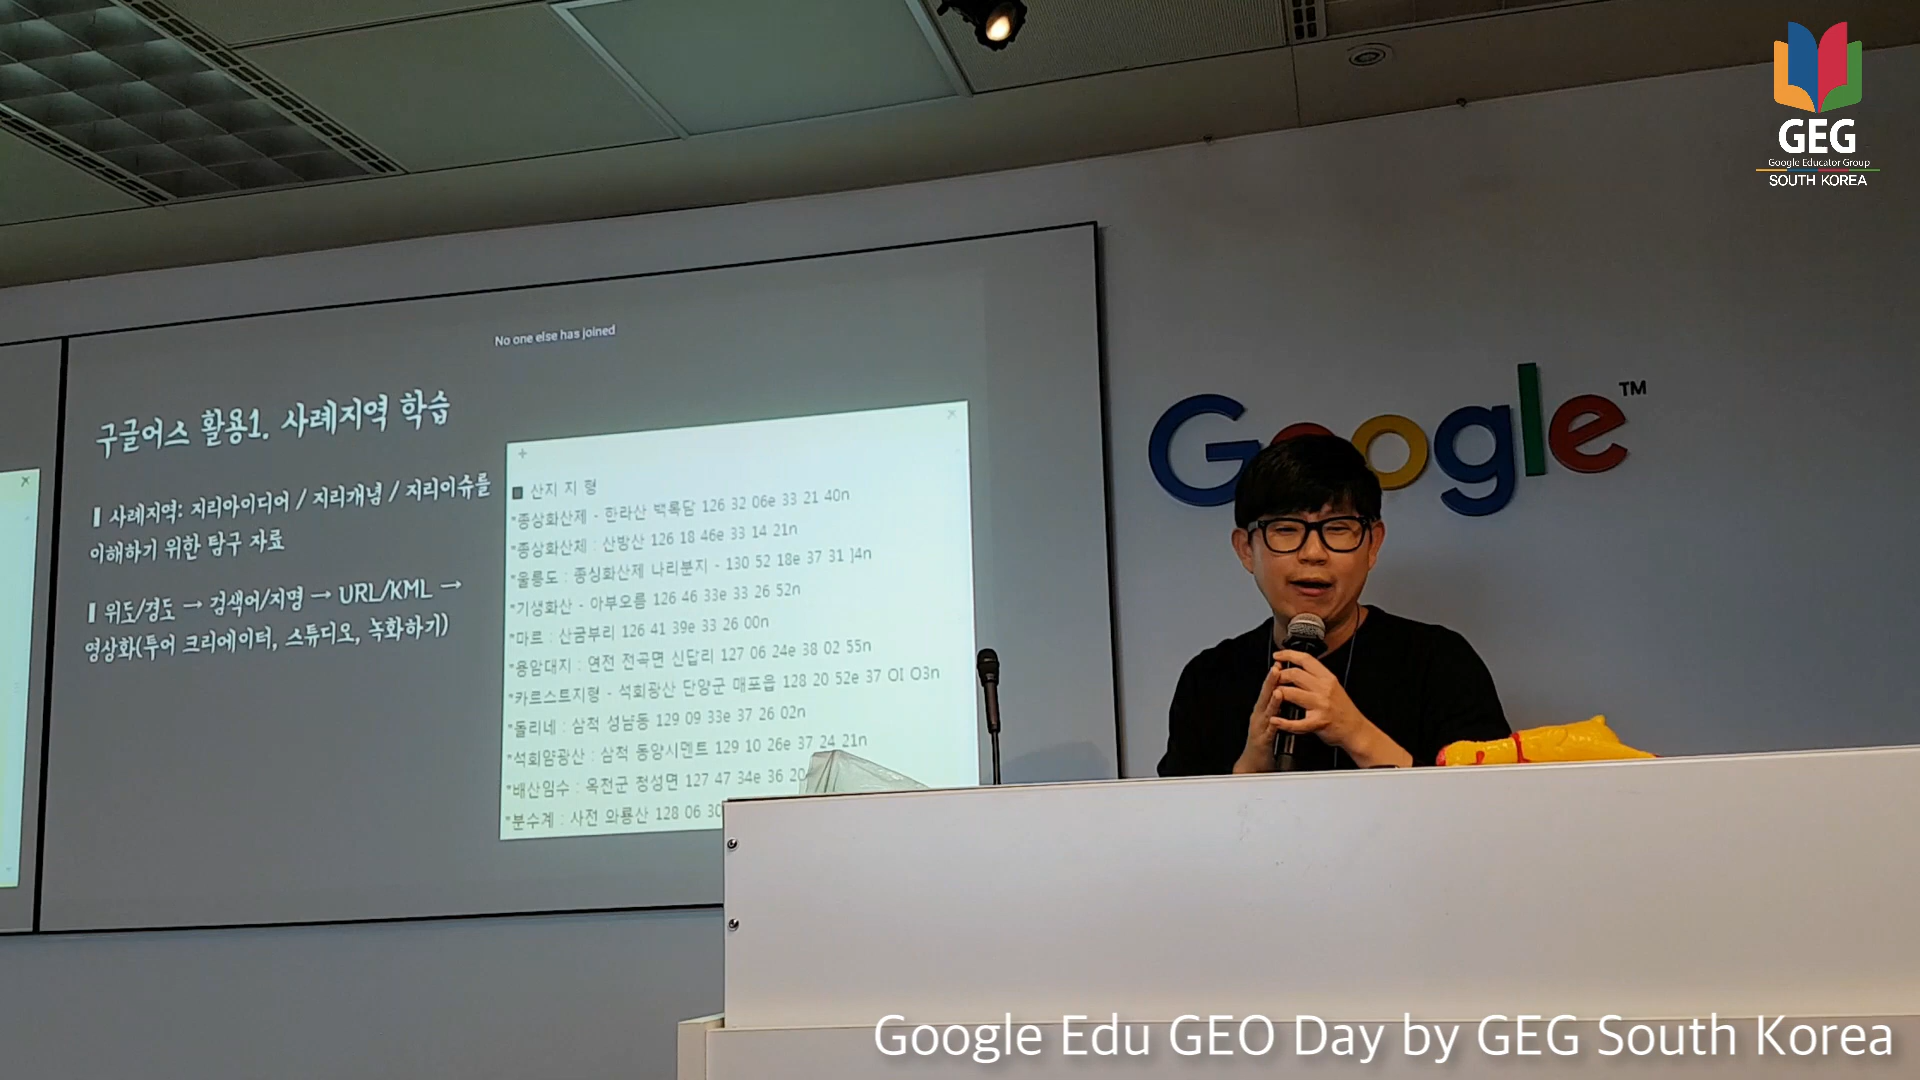 GEG
Google Educator Group
SOUTH KOREA
No one else has joined
구글어스 활용1. 사례지역 학습
사례지역: 지리아이디어 / 지리개념 / 지리이슈를
이해하기 위한 탐구 자료
위도/경도 → 검색어/지명 → URL/KML →
영상화(투어 크리에이터, 스튜디오, 녹화하기)
■ 산지 지 형
*종상화산제 - 한라산 백록담 126 32 06e 33 21 40n
*종상화산제 : 산방산 126 18 46e 33 14 21n
*울릉도 : 종상화산제 나리분지 - 130 52 18e 37 31 ]4n
*기생화산 - 아부오름 126 46 33e 33 26 52n
*마르 : 산굼부리 126 41 39e 33 26 00n
*용암대지 : 연전 전곡면 신답리 127 06 24e 38 02 55n
*카르스트지형 - 석회광산 단양군 매포읍 128 20 52e 37 OI O3n
*돌리네 : 삼척 성남동 129 09 33e 37 26 02n
*석회암광산 : 삼척 동양시멘트 129 10 26e 37 24 21n
*배산임수 : 옥전군 청성면 127 47 34e 36 20
*분수계 : 사전 와룡산 128 06 30
Google™
Google Edu GEO Day by GEG South Korea